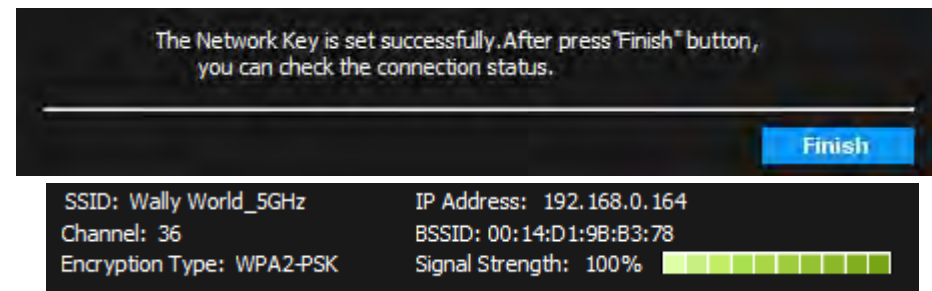 The Network Key is set successfully.After press"Finish" button,
you can check the connection status.
Finish
SSID: Wally World_5GHz
IP Address: 192.168.0.164
Channel: 36
BSSID: 00:14:D1:9B:B3:78
Encryption Type: WPA2-PSK
Signal Strength: 100%